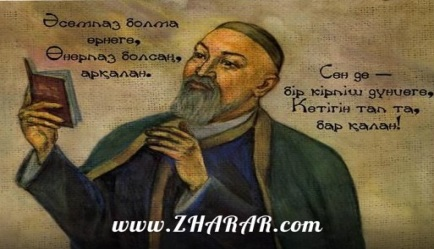 Әсемпаз болма
әрнеге,
Өнерпаз болсаң,
арқалан.
Сен де —
бір кірпіш дүниеге,
Кетігін тап та,
бар қалан!
www.ZHARAR.com